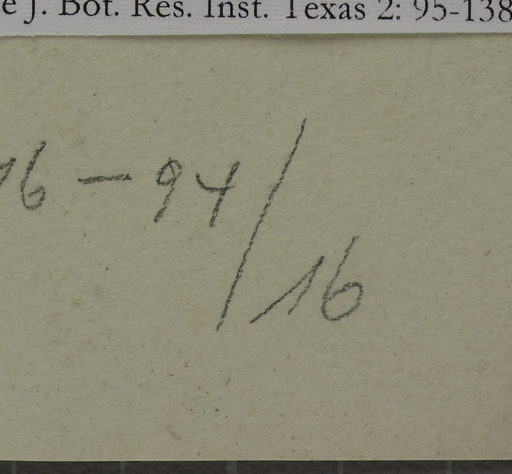 e J. Bot. Res. Inst. Texas 2: 95-138
16 - 94/16